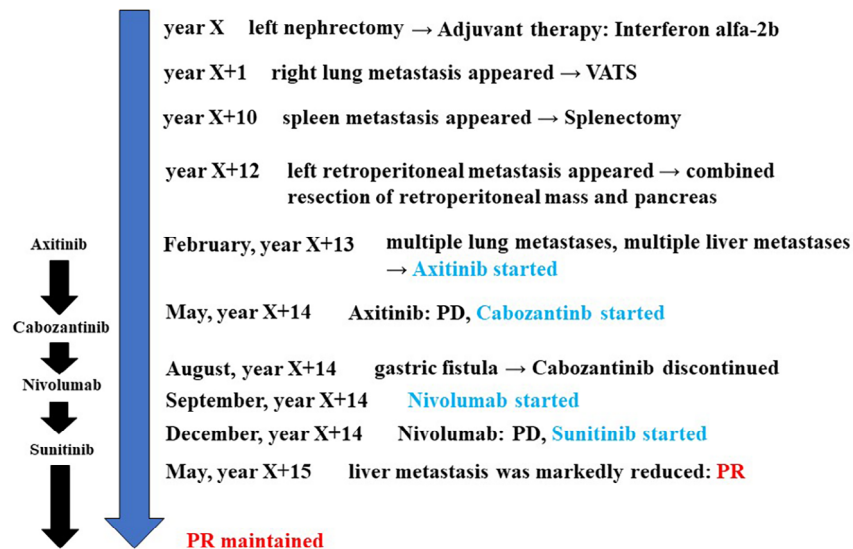 year X left nephrectomy → Adjuvant therapy: Interferon alfa-2b
year X+1 right lung metastasis appeared → VATS
year X+10 spleen metastasis appeared → Splenectomy
year X+12 left retroperitoneal metastasis appeared → combined
resection of retroperitoneal mass and pancreas
Axitinib
February, year X+13 multiple lung metastases, multiple liver metastases
→ Axitinib started
May, year X+14 Axitinib: PD, Cabozantinb started
Cabozantinib
August, year X+14 gastric fistula → Cabozantinib discontinued
Nivolumab
September, year X+14 Nivolumab started
December, year X+14 Nivolumab: PD, Sunitinib started
Sunitinib
May, year X+15 liver metastasis was markedly reduced: PR
PR maintained